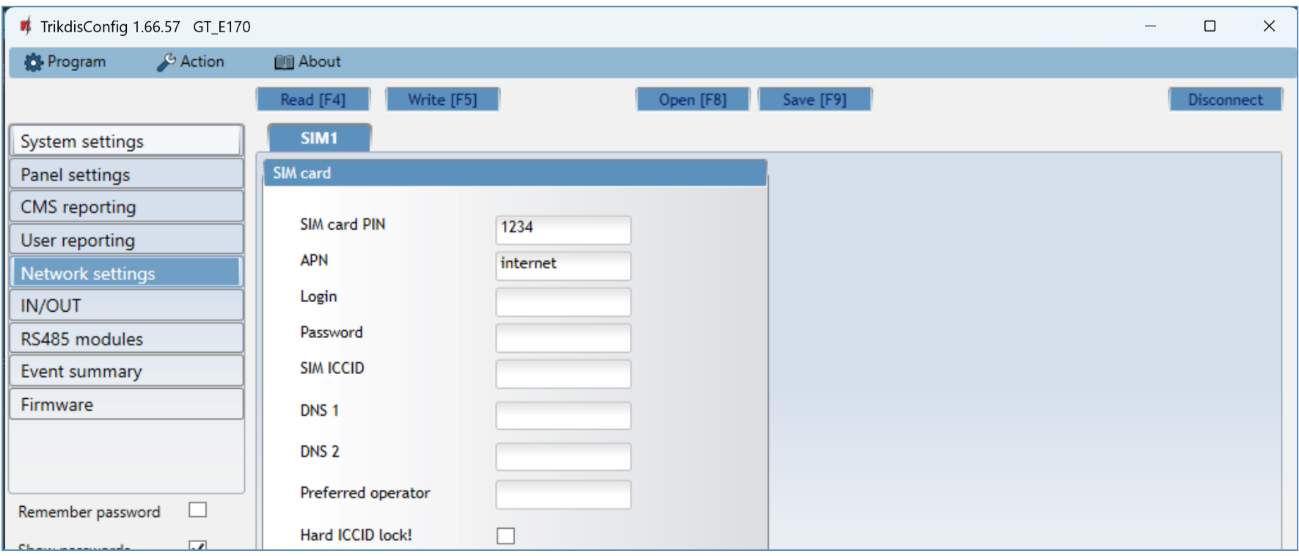 TrikdisConfig 1.66.57 GT_E170
Program Action About
Read [F4] Write [F5] Open [F8] Save [F9] Disconnect
System settings
Panel settings
CMS reporting
User reporting
Network settings
IN/OUT
RS485 modules
Event summary
Firmware
Remember password
Show passwords
SIM1
SIM card
SIM card PIN 1234
APN internet
Login
Password
SIM ICCID
DNS 1
DNS 2
Preferred operator
Hard ICCID lock!